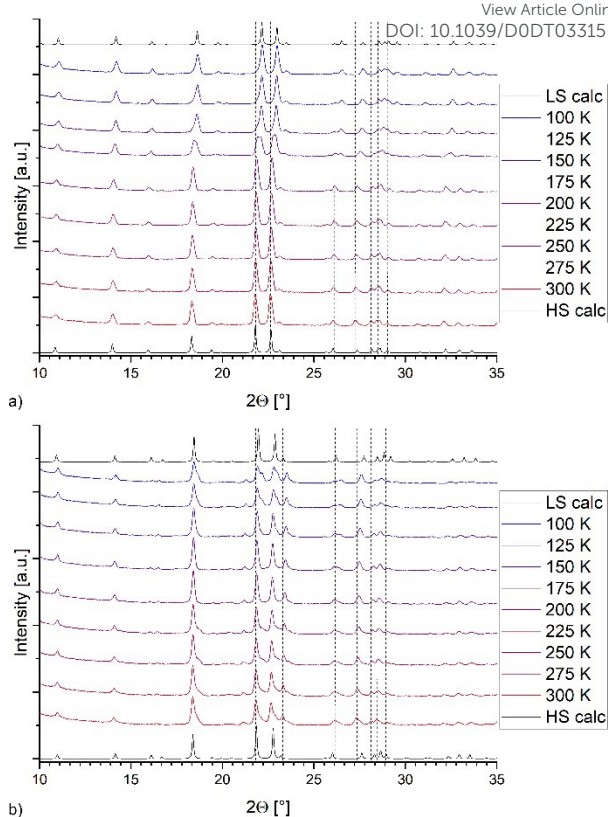 View Article Onlin
DOI: 10.1039/D0DT03315
Intensity [a.u.]
LS calc
100 K
125 K
150 K
175 K
200 K
225 K
250 K
275 K
300 K
HS calc
10 15 20 25 30 35
2Θ [°]
a)
Intensity [a.u.]
LS calc
100 K
125 K
150 K
175 K
200 K
225 K
250 K
275 K
300 K
HS calc
10 15 20 25 30 35
2Θ [°]
b)